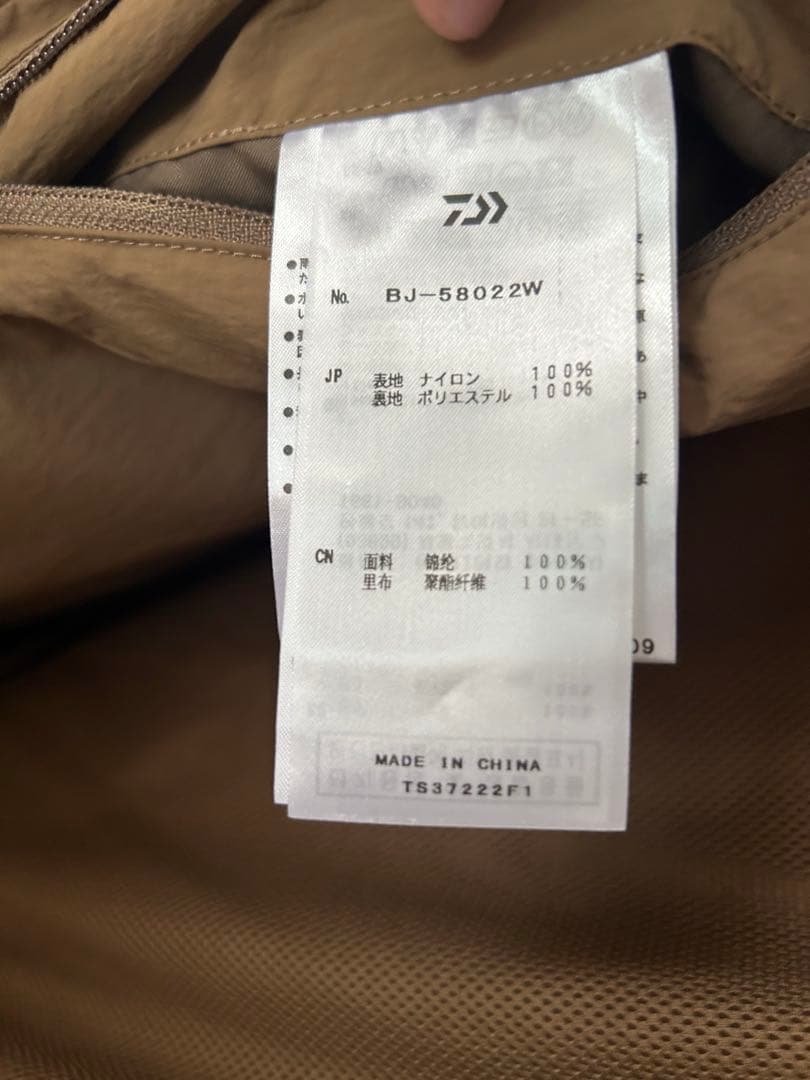 No. BJ-58022W
JP 表地 ナイロン 100%
裏地 ポリエステル 100%
CN 面料 锦纶 100%
里布 聚酯纤维 100%
09
MADE IN CHINA
TS37222F1